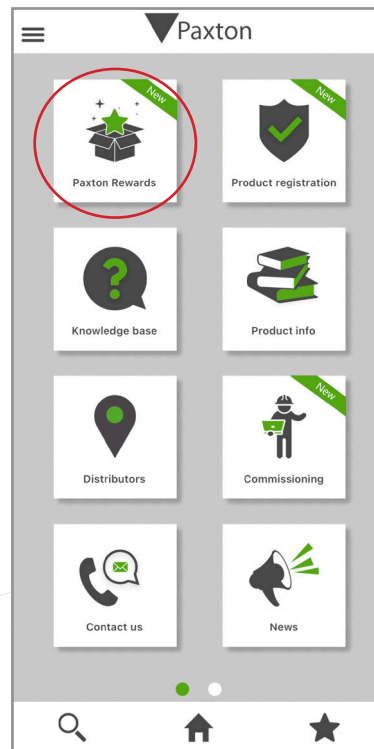 Paxton
New
New
Paxton Rewards
Product registration
Knowledge base
Product info
New
Distributors
Commissioning
Contact us
News